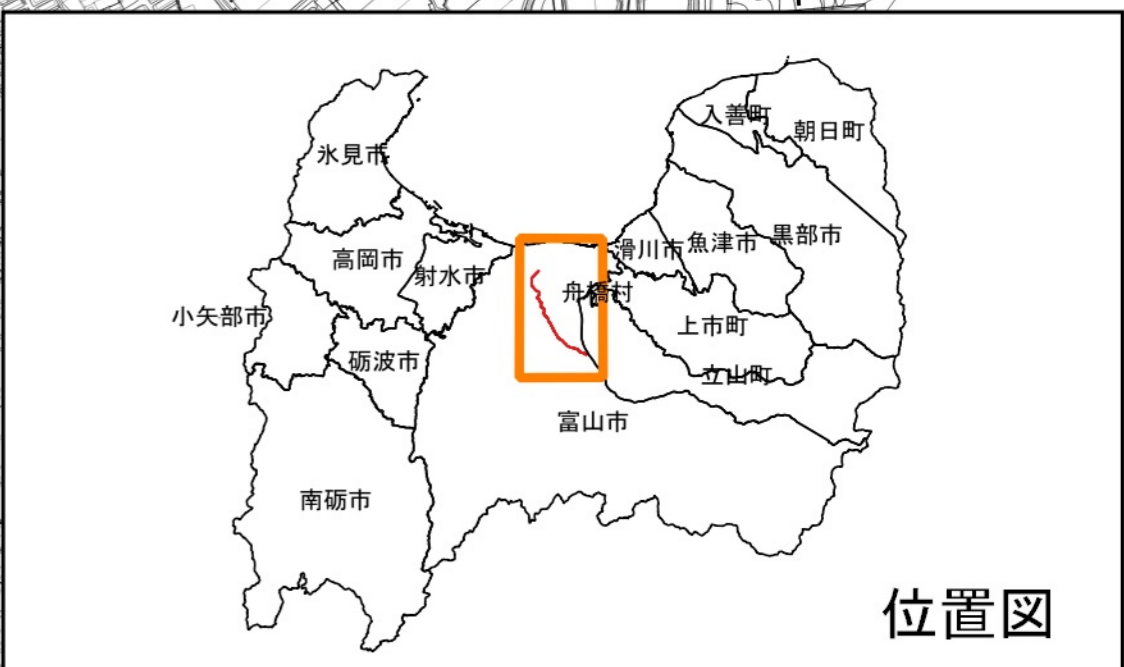 入善町
朝日町
氷見市
黒部市
魚津市
滑川市
高岡市
射水市
舟橋村
小矢部市
上市町
砺波市
立山町
富山市
南砺市
位置図